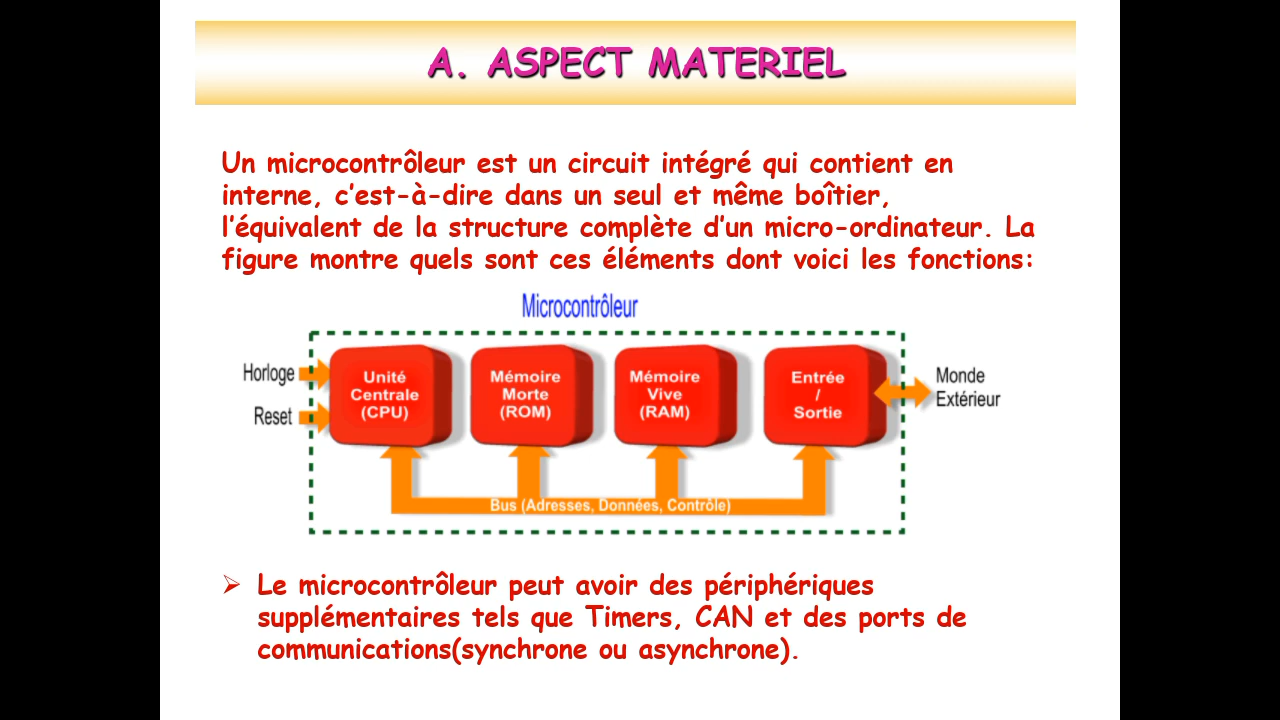 A. ASPECT MATERIEL
Un microcontrôleur est un circuit intégré qui contient en
interne, c’est-à-dire dans un seul et même boîtier,
l’équivalent de la structure complète d’un micro-ordinateur. La
figure montre quels sont ces éléments dont voici les fonctions:
Microcontrôleur
Horloge
Reset
Unité
Centrale
(CPU)
Mémoire
Morte
(ROM)
Mémoire
Vive
(RAM)
Entrée
/
Sortie
Monde
Extérieur
Bus (Adresses, Données, Contrôle)
➢ Le microcontrôleur peut avoir des périphériques
supplémentaires tels que Timers, CAN et des ports de
communications(synchrone ou asynchrone).